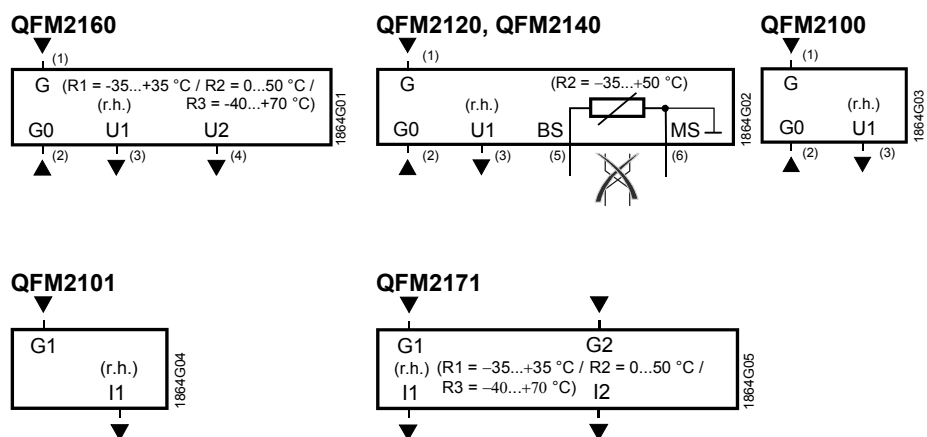 QFM2160
(1)
G (R1 = -35...+35 °C / R2 = 0...50 °C /
(r.h.) R3 = -40...+70 °C)
G0 U1 U2
(2) (3) (4)
1864G01
QFM2120, QFM2140
(1)
G (R2 = –35...+50 °C)
(r.h.)
G0 U1 BS MS
(2) (3) (5) (6)
1864G02
QFM2100
(1)
G
(r.h.)
G0 U1
(2) (3)
1864G03
QFM2101
G1
(r.h.)
I1
1864G04
QFM2171
G1 G2
(r.h.) (R1 = –35...+35 °C / R2 = 0...50 °C /
I1 R3 = –40...+70 °C) I2
1864G05